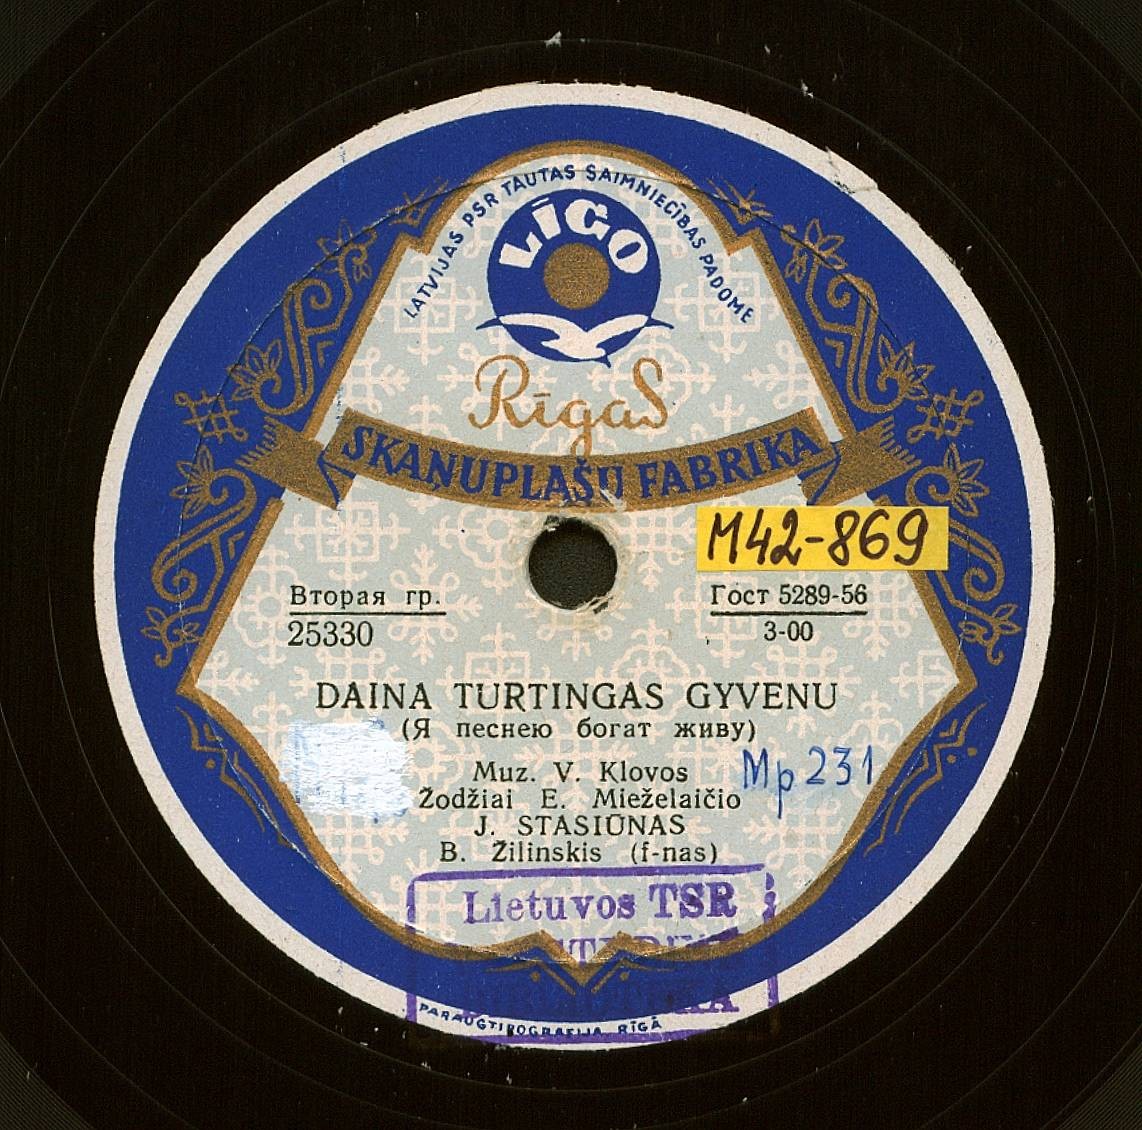 LATVIJAS PSR TAUTAS SAIMNIECĪBAS PADOME
LĪGO
Rīgas
SKAŅUPLAŠU FABRIKA
M42-869
Вторая гр.
Гост 5289-56
25330
3-00
DAINA TURTINGAS GYVENU
(Я песнею богат живу)
Muz. V. Klovos
Mp 231
Žodžiai E. Mieželaičio
J. STASIŪNAS
B. Žilinskis (f-nas)
Lietuvos TSR
PARAUGTIPOGRAFIJA RĪGĀ